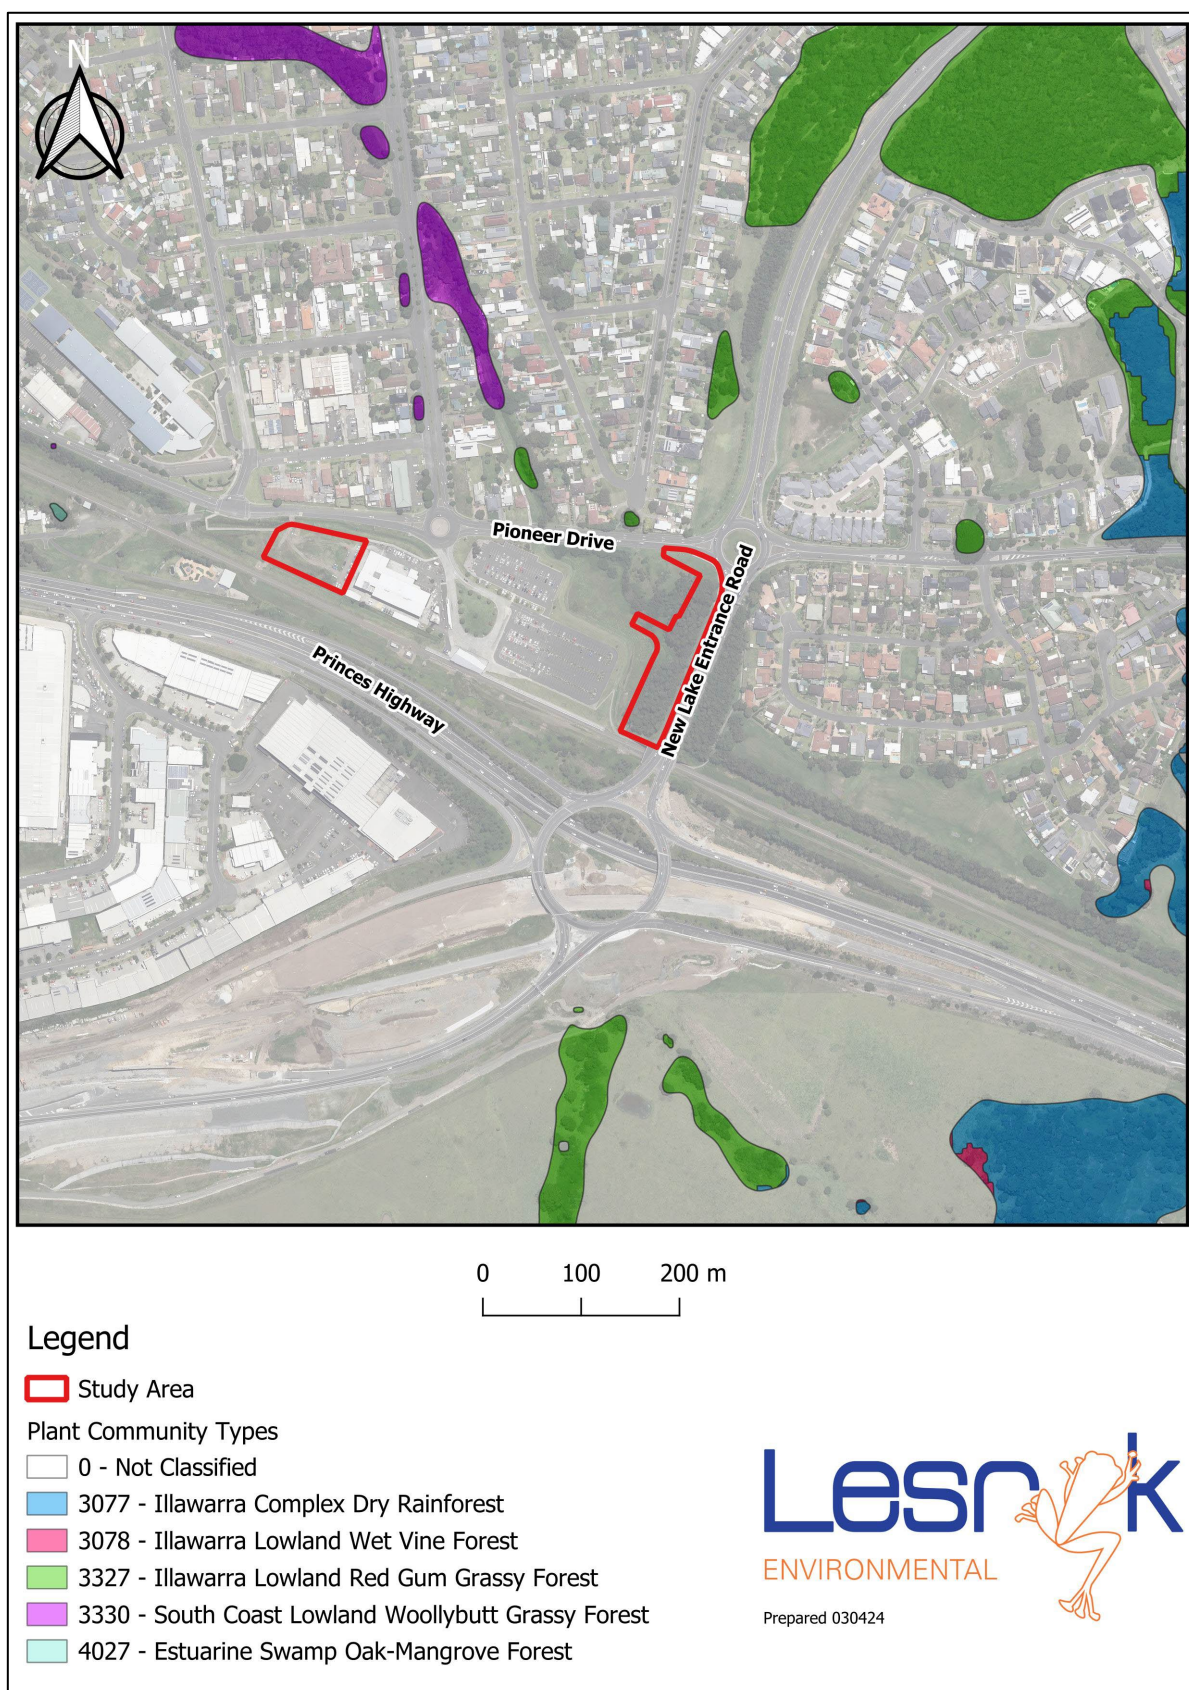 N
Pioneer Drive
New Lake Entrance Road
Princes Highway
0 100 200 m
Legend
Study Area
Plant Community Types
0 - Not Classified
3077 - Illawarra Complex Dry Rainforest
3078 - Illawarra Lowland Wet Vine Forest
3327 - Illawarra Lowland Red Gum Grassy Forest
3330 - South Coast Lowland Woollybutt Grassy Forest
4027 - Estuarine Swamp Oak-Mangrove Forest
Lesryk
ENVIRONMENTAL
Prepared 030424